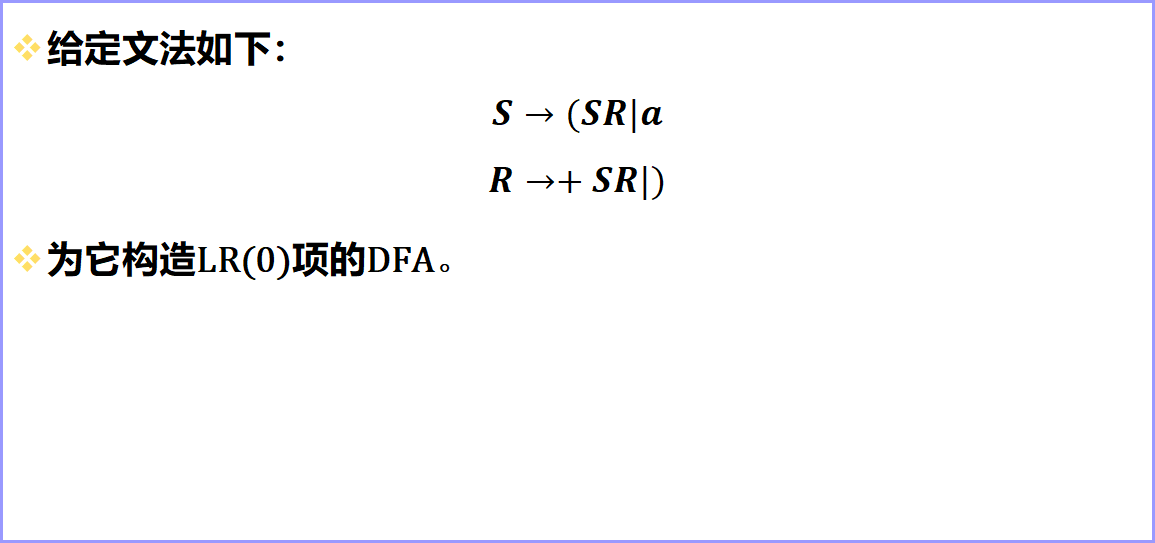 给定文法如下：
S → (SR|a
R →+ SR|)
为它构造LR(0)项的DFA。